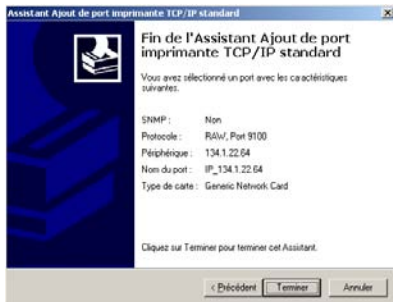 Assistant Ajout de port imprimante TCP/IP standard
Fin de l'Assistant Ajout de port
imprimante TCP/IP standard
Vous avez sélectionné un port avec les caractéristiques
suivantes.
SNMP : Non
Protocole : RAW, Port 9100
Périphérique : 134.1.22.64
Nom du port : IP_134.1.22.64
Type de carte : Generic Network Card
Cliquez sur Terminer pour terminer cet Assistant.
< Précédent Terminer Annuler